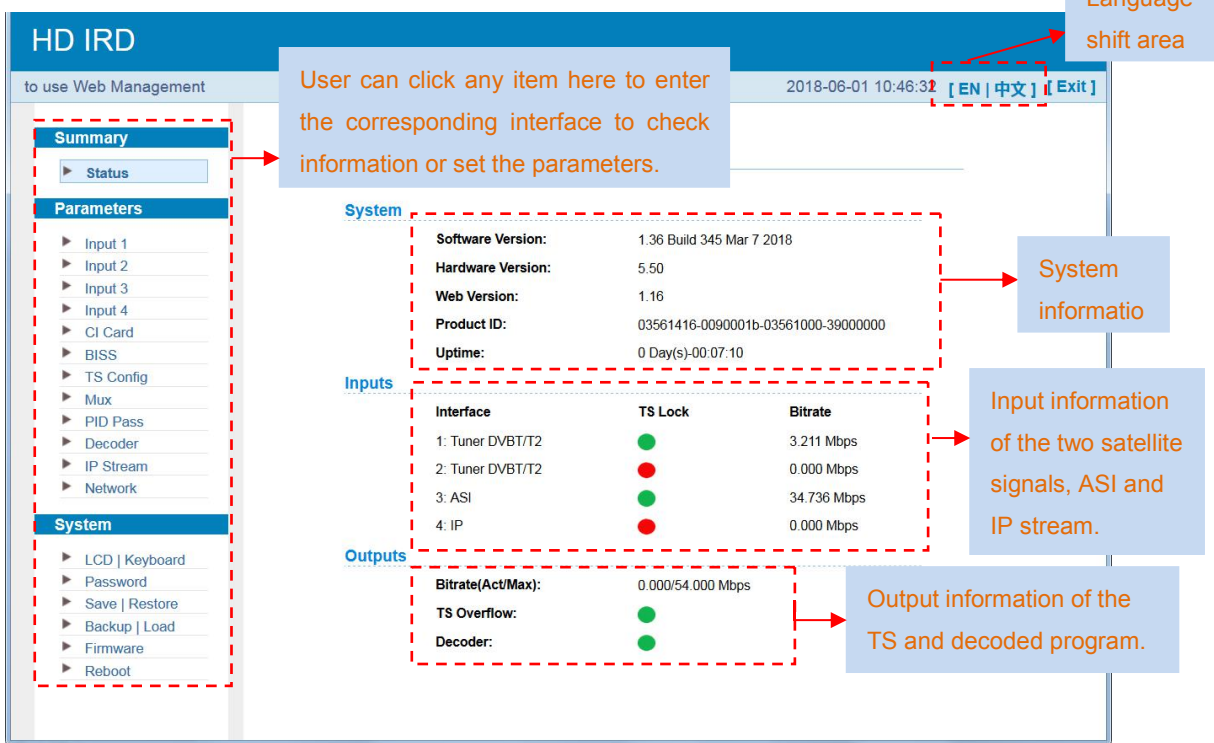 Language
shift area
HD IRD
to use Web Management
2018-06-01 10:46:32 [ EN | 中文 ] [ Exit ]
User can click any item here to enter
the corresponding interface to check
information or set the parameters.
Summary
Status
Parameters
Input 1
Input 2
Input 3
Input 4
CI Card
BISS
TS Config
Mux
PID Pass
Decoder
IP Stream
Network
System
LCD | Keyboard
Password
Save | Restore
Backup | Load
Firmware
Reboot
System
Software Version: 1.36 Build 345 Mar 7 2018
Hardware Version: 5.50
Web Version: 1.16
Product ID: 03561416-0090001b-03561000-39000000
Uptime: 0 Day(s)-00:07:10
System
informatio
Inputs
Interface TS Lock Bitrate
1: Tuner DVBT/T2 3.211 Mbps
2: Tuner DVBT/T2 0.000 Mbps
3: ASI 34.736 Mbps
4: IP 0.000 Mbps
Input information
of the two satellite
signals, ASI and
IP stream.
Outputs
Bitrate(Act/Max): 0.000/54.000 Mbps
TS Overflow:
Decoder:
Output information of the
TS and decoded program.